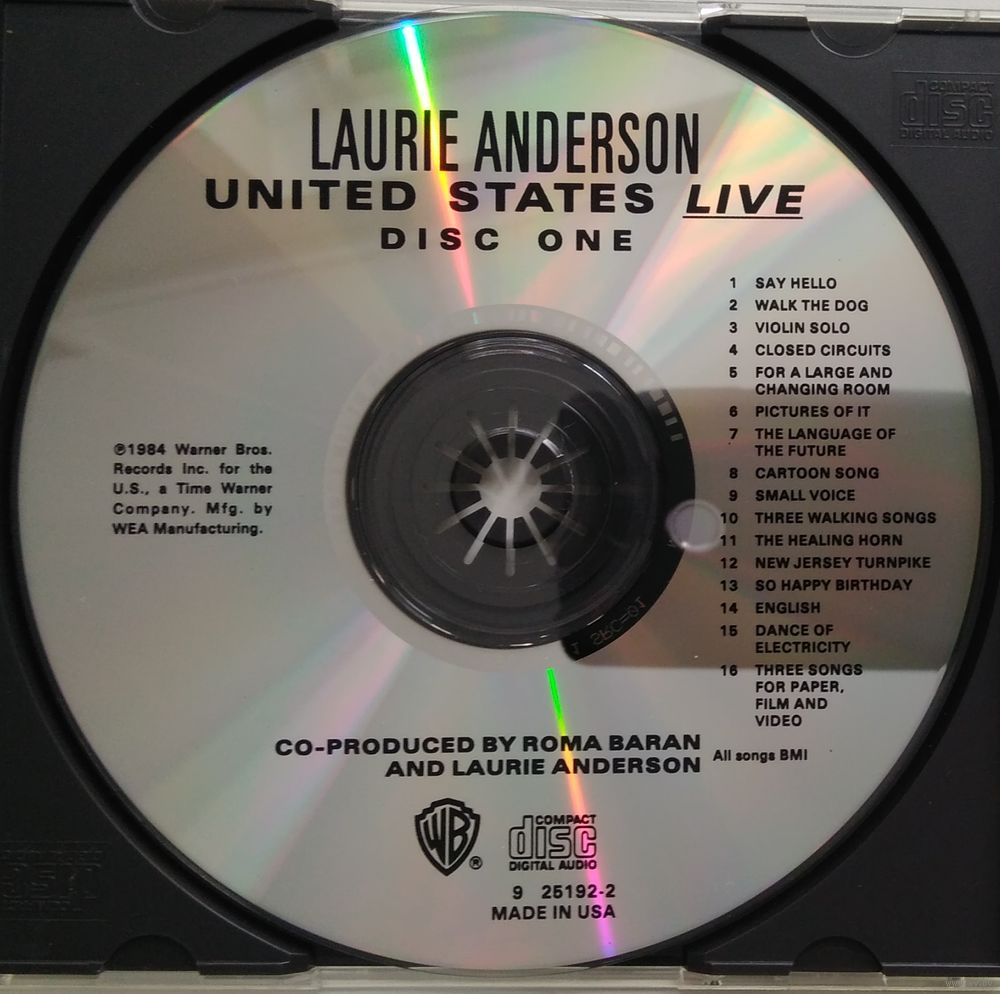 LAURIE ANDERSON
UNITED STATES LIVE
DISC ONE
1 SAY HELLO
2 WALK THE DOG
3 VIOLIN SOLO
4 CLOSED CIRCUITS
5 FOR A LARGE AND
CHANGING ROOM
6 PICTURES OF IT
7 THE LANGUAGE OF
THE FUTURE
8 CARTOON SONG
9 SMALL VOICE
10 THREE WALKING SONGS
11 THE HEALING HORN
12 NEW JERSEY TURNPIKE
13 SO HAPPY BIRTHDAY
14 ENGLISH
15 DANCE OF
ELECTRICITY
16 THREE SONGS
FOR PAPER,
FILM AND
VIDEO
℗1984 Warner Bros.
Records Inc. for the
U.S., a Time Warner
Company. Mfg. by
WEA Manufacturing.
CO-PRODUCED BY ROMA BARAN
AND LAURIE ANDERSON
All songs BMI
WB®
COMPACT
disc
DIGITAL AUDIO
9 25192-2
MADE IN USA
COMPACT
disc
DIGITAL AUDIO